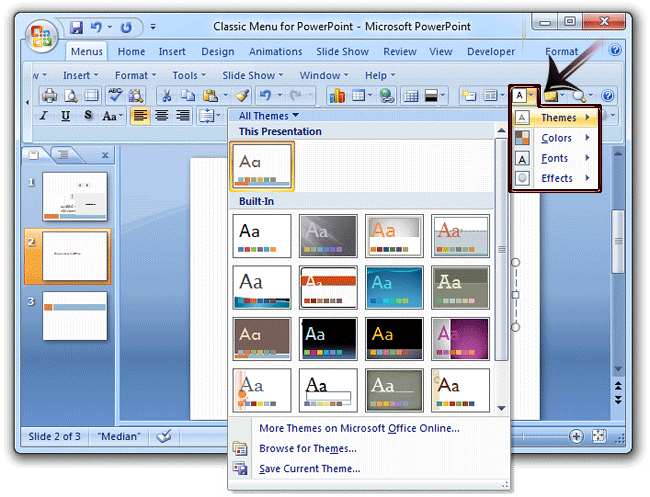 Classic Menu for PowerPoint - Microsoft PowerPoint
Menus Home Insert Design Animations Slide Show Review View Developer Format
w Insert Format Tools Slide Show Window Help
ABC A
I U S A
All Themes
This Presentation
Aa
Built-In
Aa Aa Aa Aa
Aa Aa Aa Aa
Aa Aa Aa Aa
Aa Aa Aa Aa
More Themes on Microsoft Office Online...
Browse for Themes...
Save Current Theme...
A Themes
Colors
A Fonts
Effects
1
2
3
Slide 2 of 3 "Median"